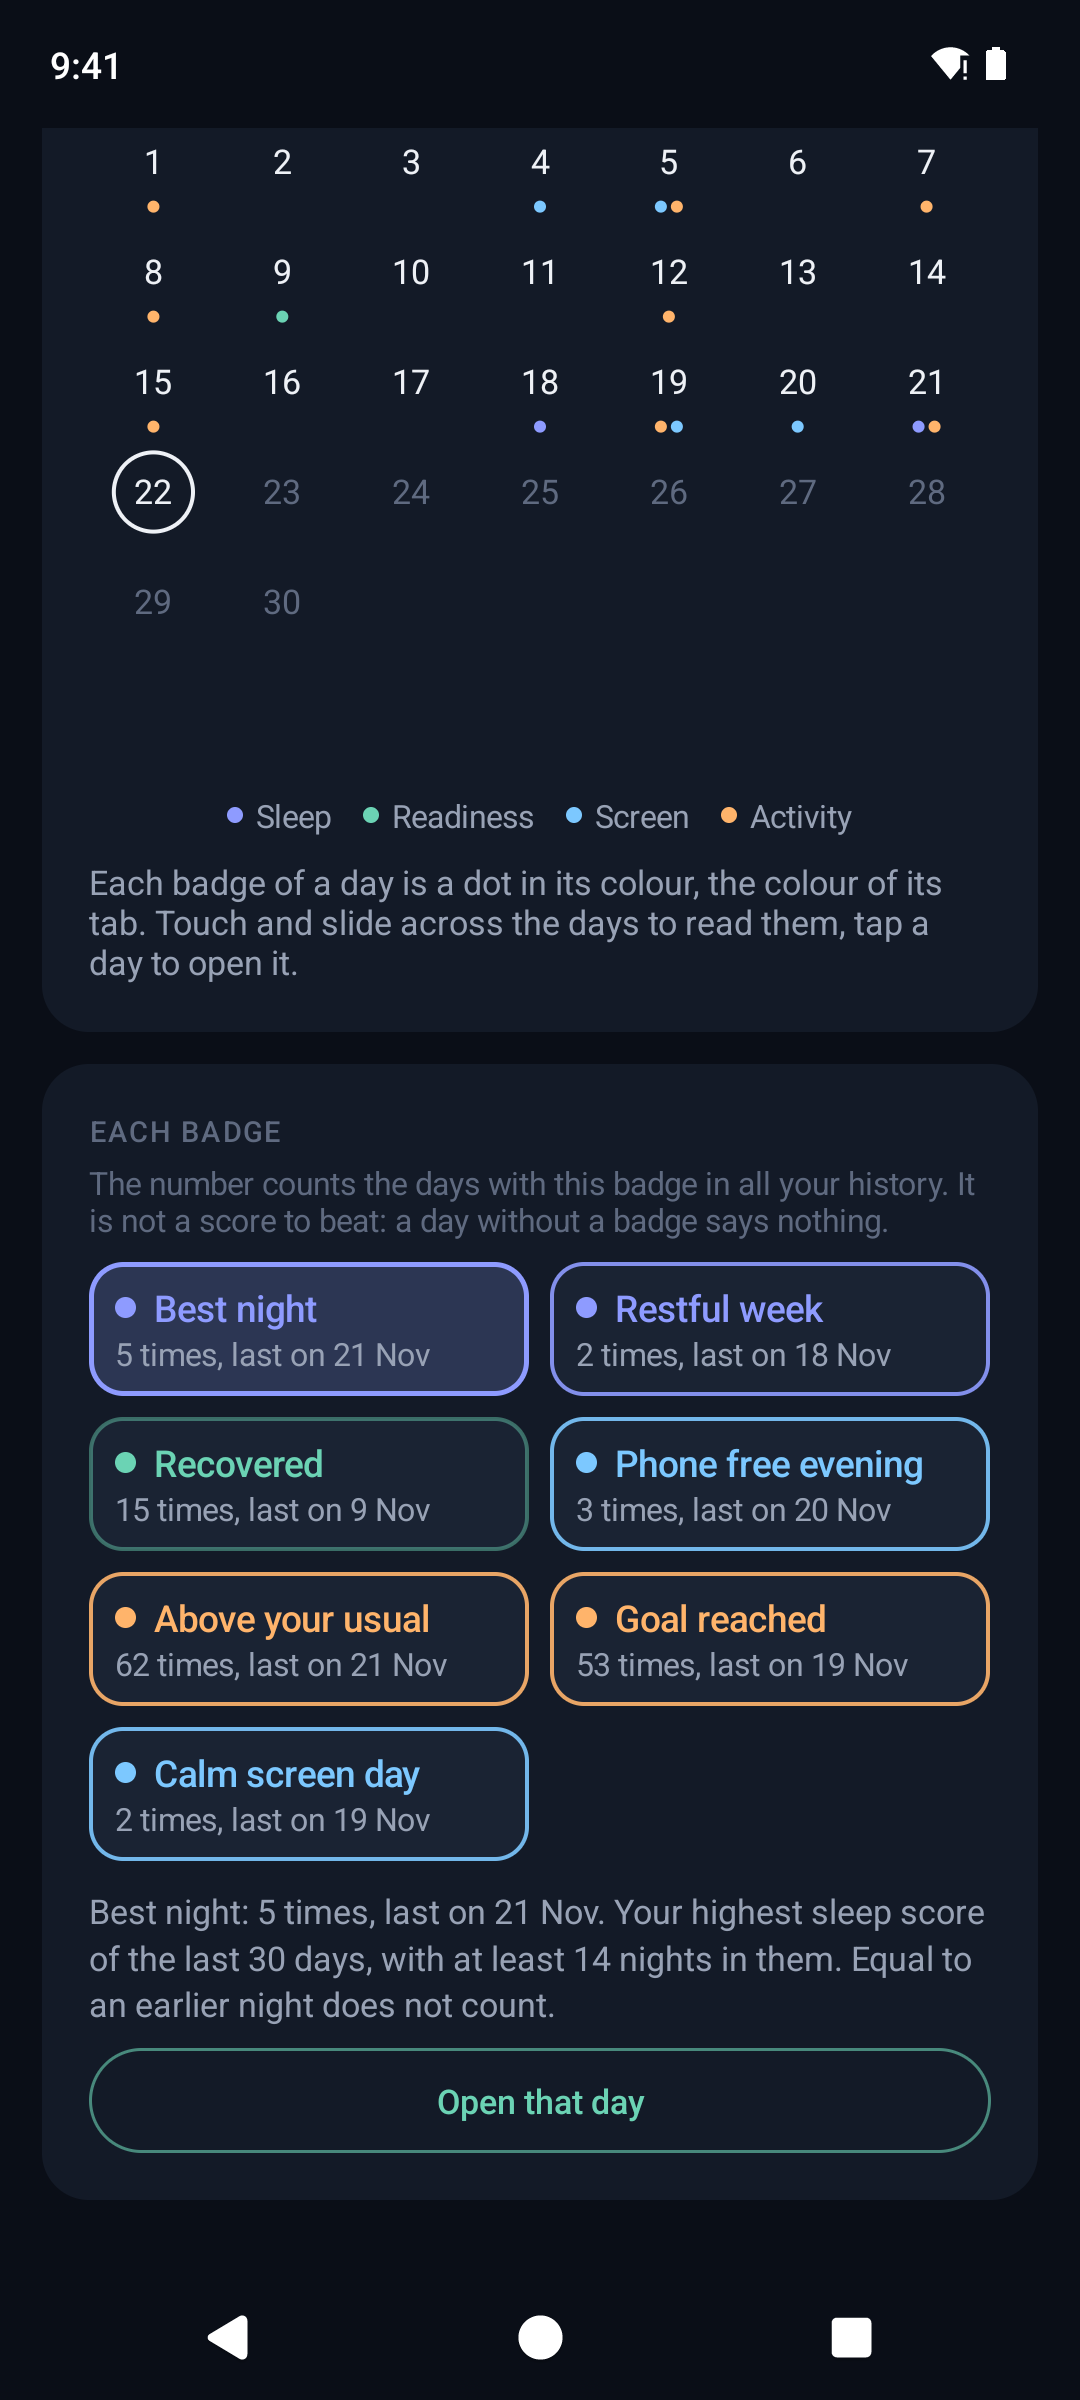 9:41
1 2 3 4 5 6 7
8 9 10 11 12 13 14
15 16 17 18 19 20 21
22 23 24 25 26 27 28
29 30
Sleep Readiness Screen Activity
Each badge of a day is a dot in its colour, the colour of its
tab. Touch and slide across the days to read them, tap a
day to open it.
EACH BADGE
The number counts the days with this badge in all your history. It
is not a score to beat: a day without a badge says nothing.
Best night
5 times, last on 21 Nov
Restful week
2 times, last on 18 Nov
Recovered
15 times, last on 9 Nov
Phone free evening
3 times, last on 20 Nov
Above your usual
62 times, last on 21 Nov
Goal reached
53 times, last on 19 Nov
Calm screen day
2 times, last on 19 Nov
Best night: 5 times, last on 21 Nov. Your highest sleep score
of the last 30 days, with at least 14 nights in them. Equal to
an earlier night does not count.
Open that day